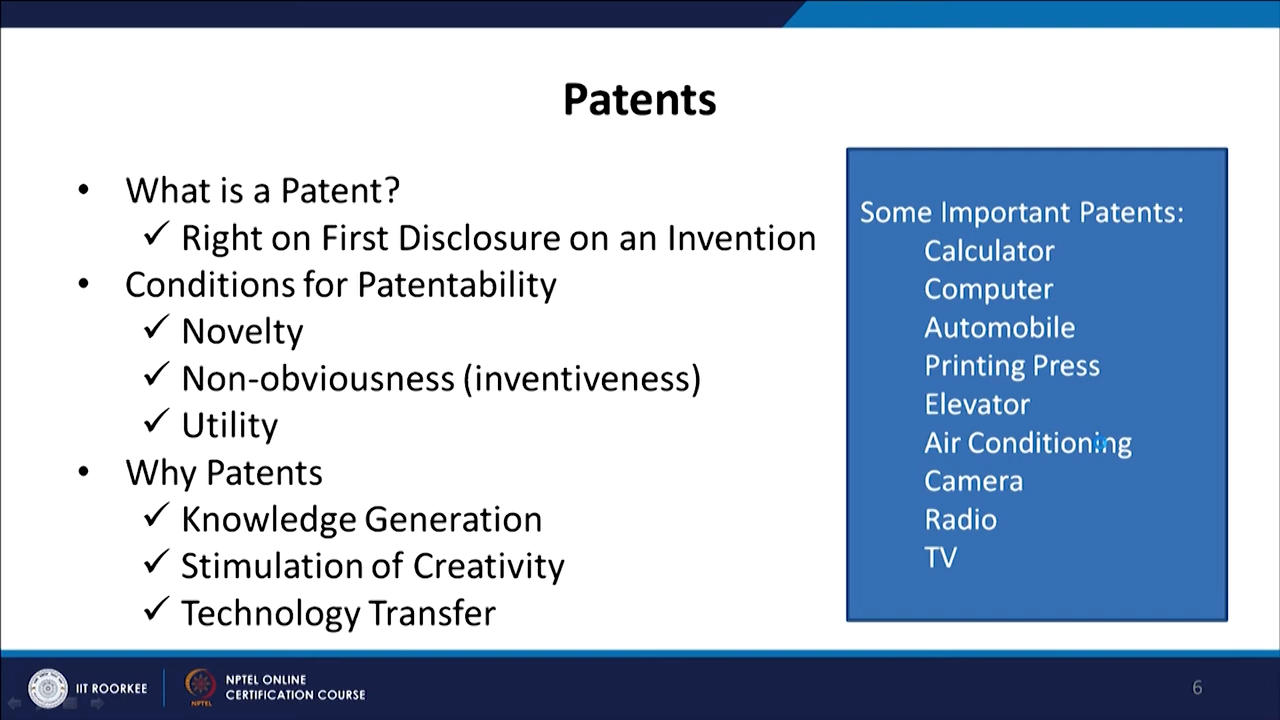 Patents
• What is a Patent?
✓ Right on First Disclosure on an Invention
• Conditions for Patentability
✓ Novelty
✓ Non-obviousness (inventiveness)
✓ Utility
• Why Patents
✓ Knowledge Generation
✓ Stimulation of Creativity
✓ Technology Transfer
Some Important Patents:
Calculator
Computer
Automobile
Printing Press
Elevator
Air Conditioning
Camera
Radio
TV
IIT ROORKEE
NPTEL
NPTEL ONLINE
CERTIFICATION COURSE
6